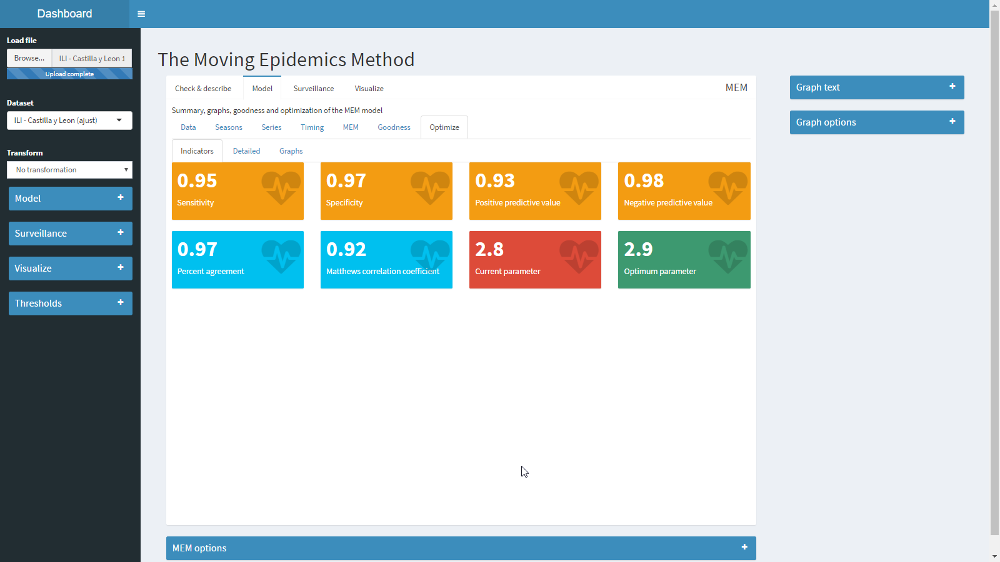 Dashboard
Load file
Browse... ILI - Castilla y Leon 1
Upload complete
Dataset
ILI - Castilla y Leon (ajust)
Transform
No transformation
Model
Surveillance
Visualize
Thresholds
The Moving Epidemics Method
Check & describe Model Surveillance Visualize MEM
Summary, graphs, goodness and optimization of the MEM model
Data Seasons Series Timing MEM Goodness Optimize
Indicators Detailed Graphs
0.95
Sensitivity
0.97
Specificity
0.93
Positive predictive value
0.98
Negative predictive value
0.97
Percent agreement
0.92
Matthews correlation coefficient
2.8
Current parameter
2.9
Optimum parameter
MEM options
Graph text
Graph options